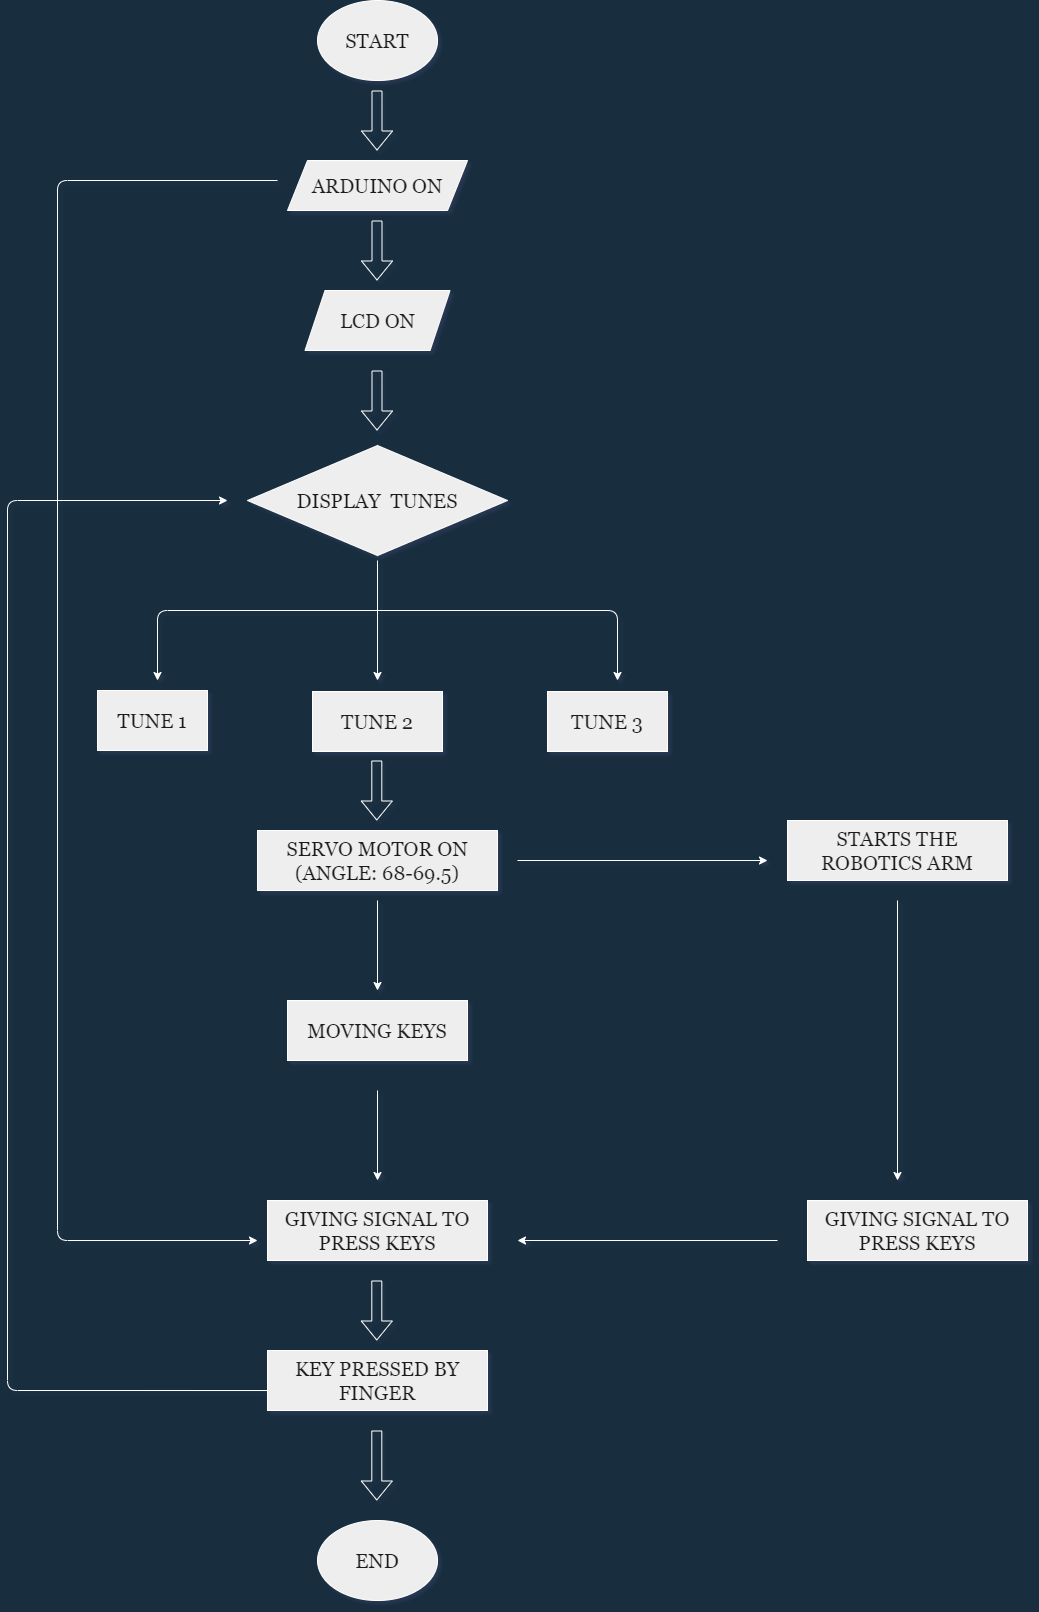 START
ARDUINO ON
LCD ON
DISPLAY TUNES
TUNE 1
TUNE 2
TUNE 3
SERVO MOTOR ON
(ANGLE: 68-69.5)
STARTS THE
ROBOTICS ARM
MOVING KEYS
GIVING SIGNAL TO
PRESS KEYS
GIVING SIGNAL TO
PRESS KEYS
KEY PRESSED BY
FINGER
END